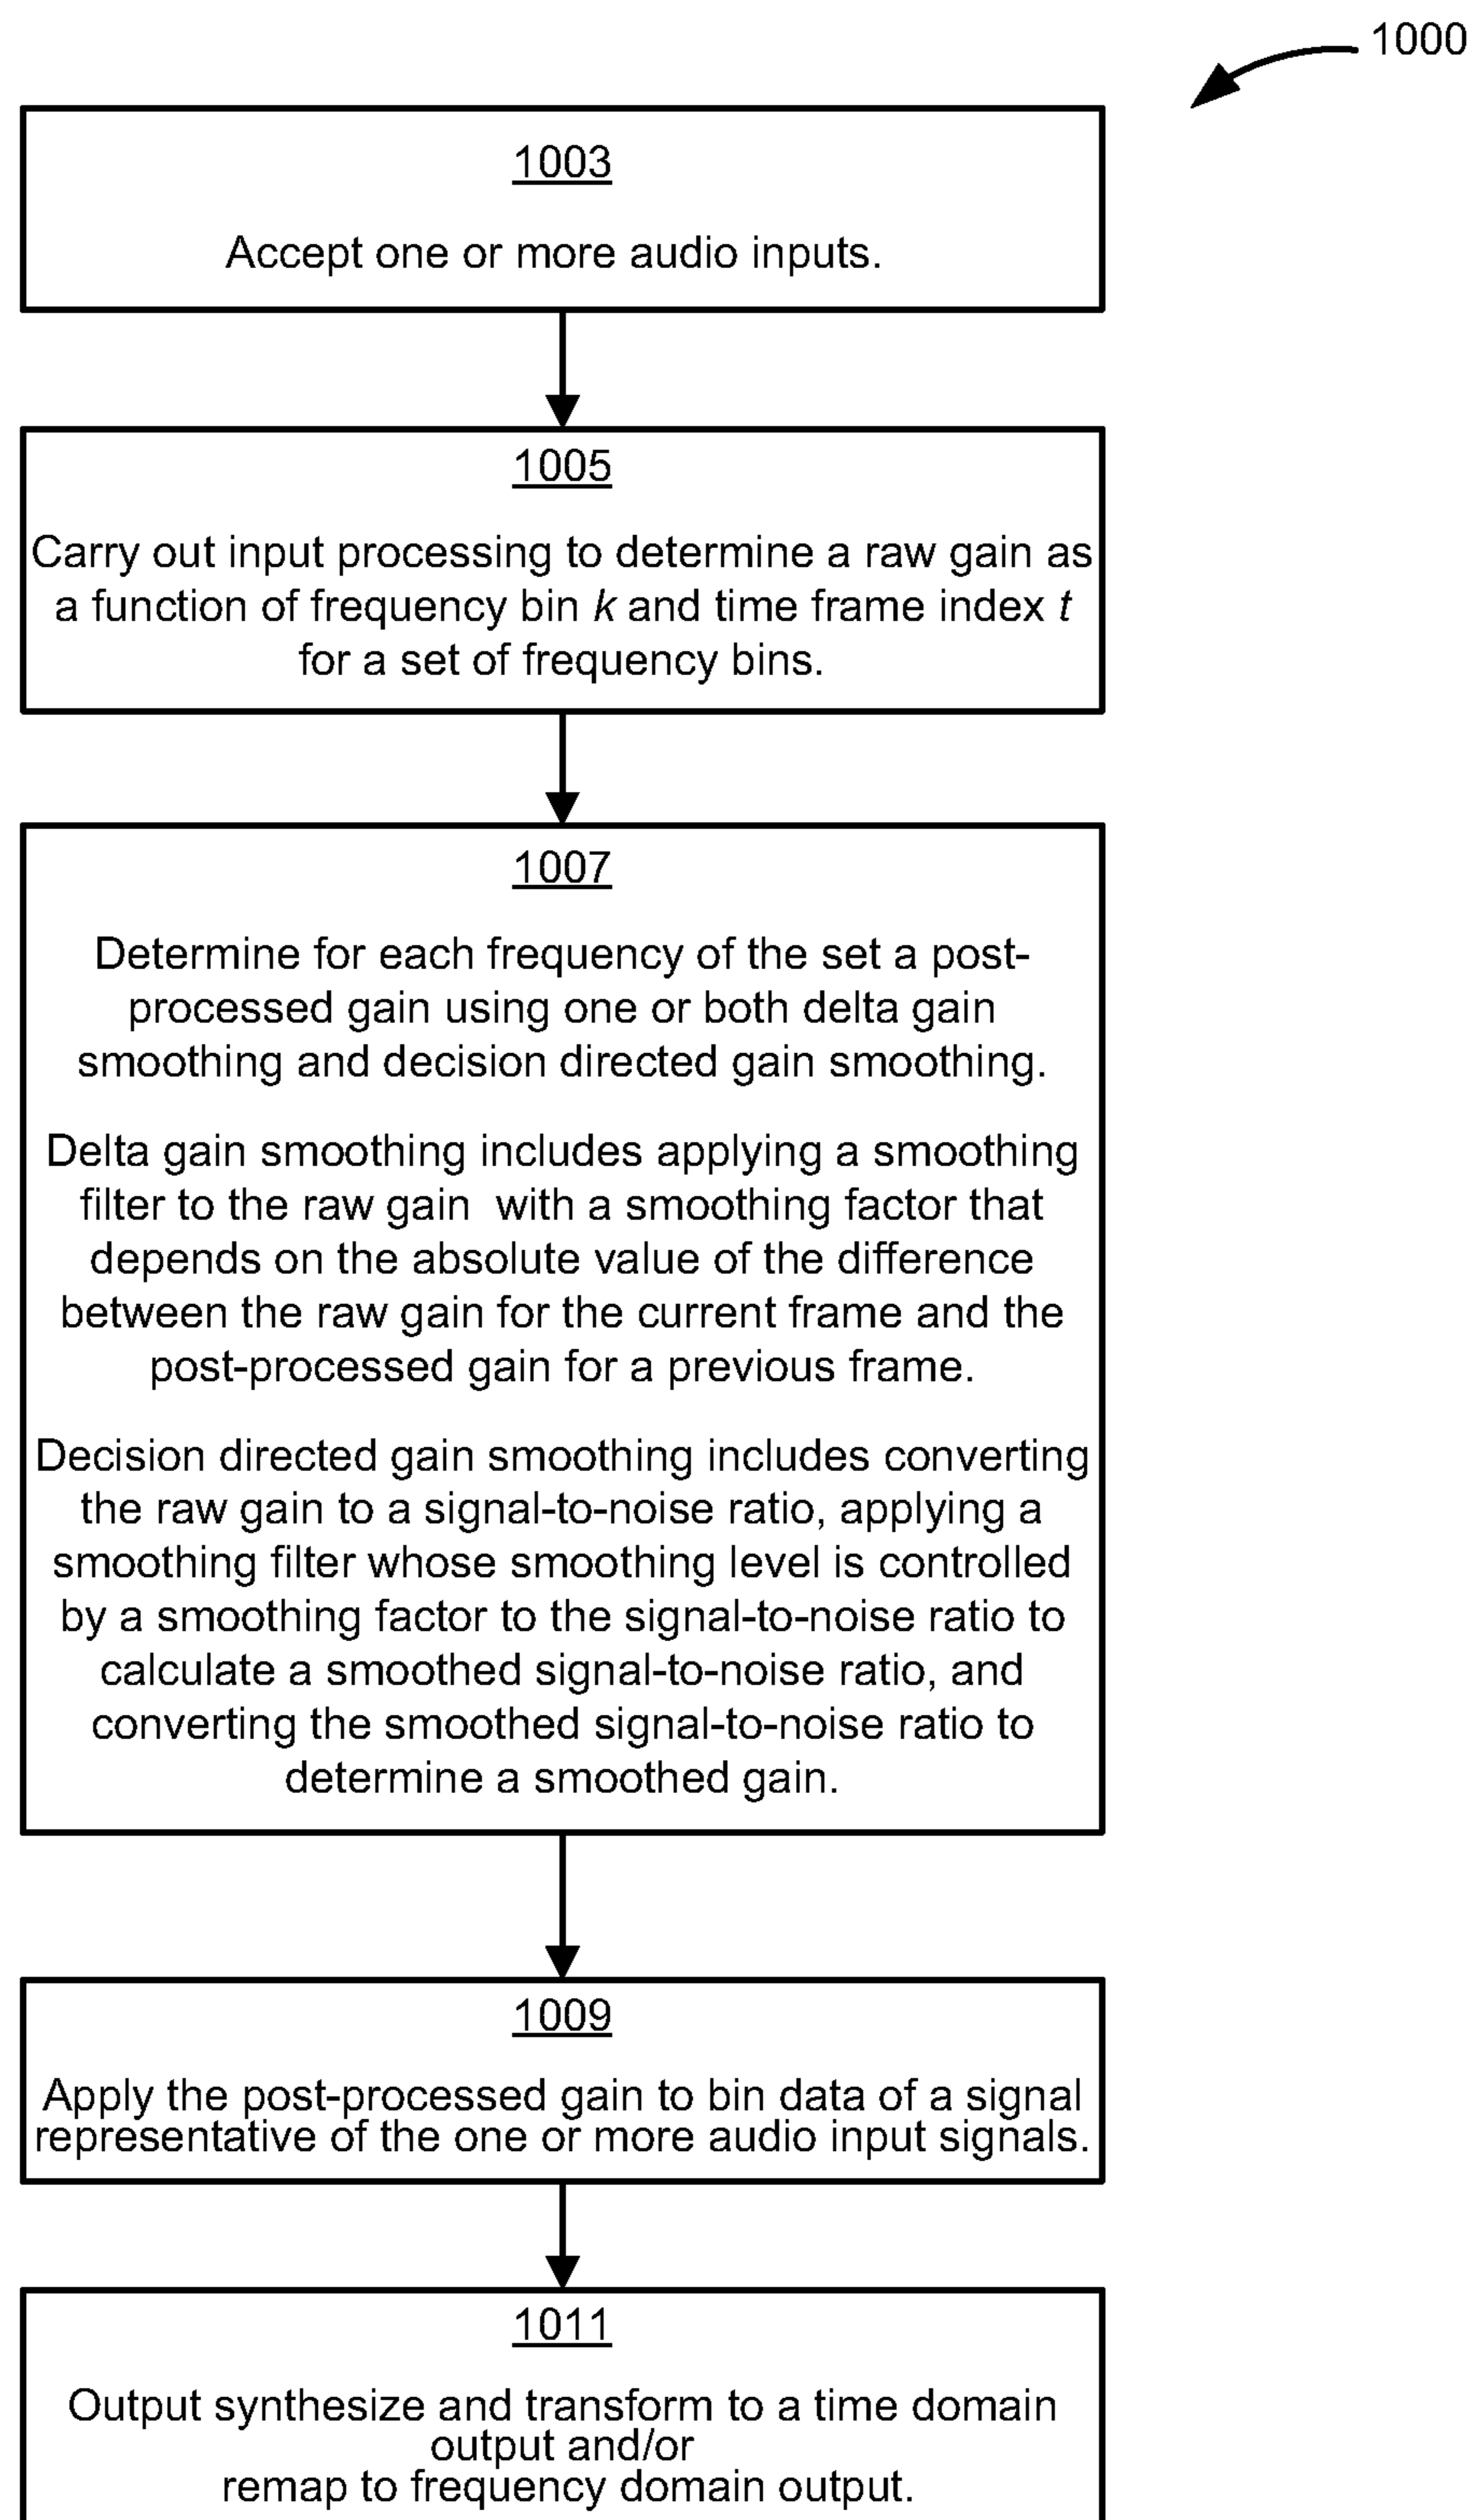 1000
1003
Accept one or more audio inputs.
1005
Carry out input processing to determine a raw gain as
a function of frequency bin k and time frame index t
for a set of frequency bins.
1007
Determine for each frequency of the set a post-
processed gain using one or both delta gain
smoothing and decision directed gain smoothing.
Delta gain smoothing includes applying a smoothing
filter to the raw gain with a smoothing factor that
depends on the absolute value of the difference
between the raw gain for the current frame and the
post-processed gain for a previous frame.
Decision directed gain smoothing includes converting
the raw gain to a signal-to-noise ratio, applying a
smoothing filter whose smoothing level is controlled
by a smoothing factor to the signal-to-noise ratio to
calculate a smoothed signal-to-noise ratio, and
converting the smoothed signal-to-noise ratio to
determine a smoothed gain.
1009
Apply the post-processed gain to bin data of a signal
representative of the one or more audio input signals.
1011
Output synthesize and transform to a time domain
output and/or
remap to frequency domain output.